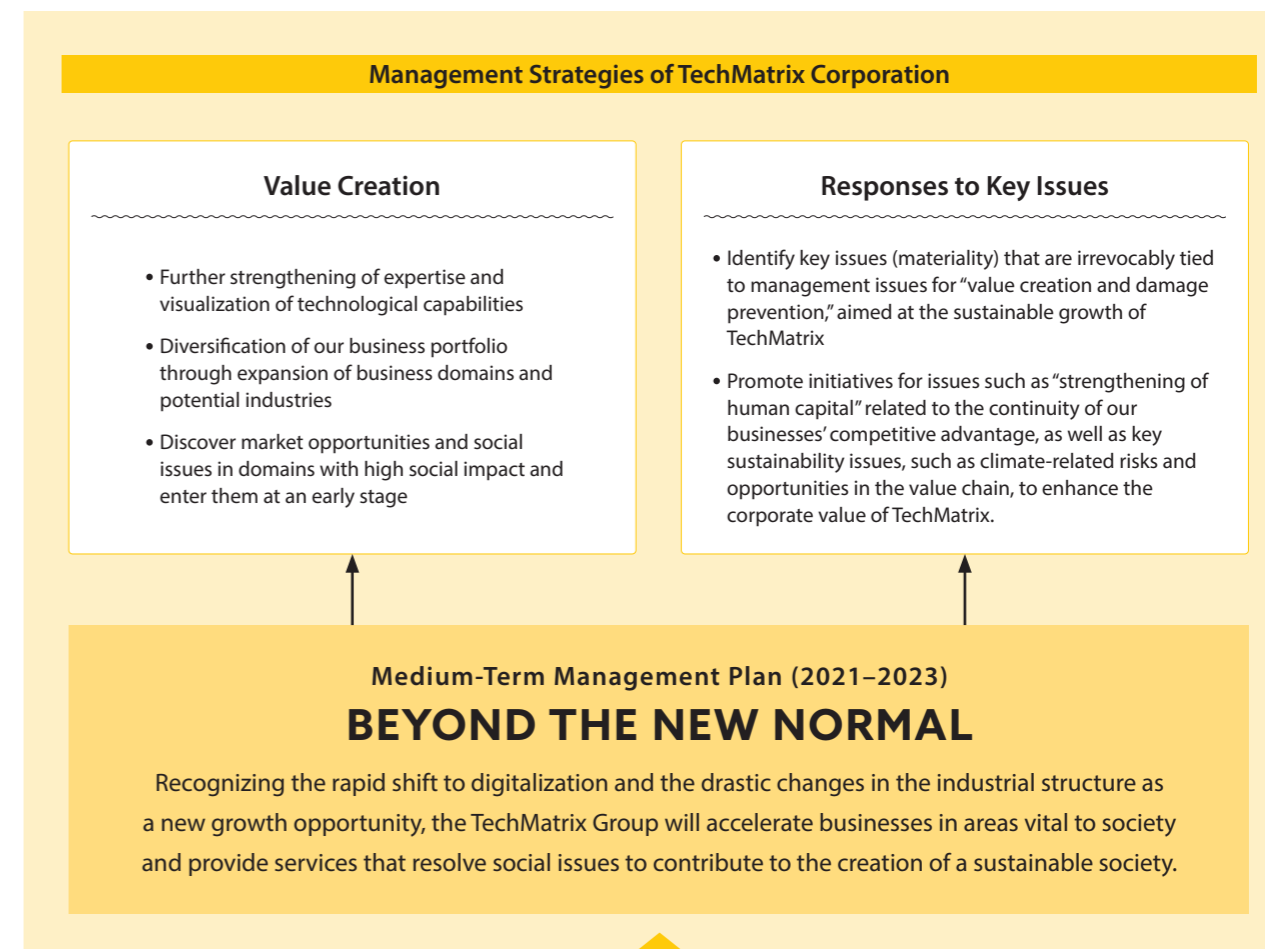 Management Strategies of TechMatrix Corporation
Value Creation
• Further strengthening of expertise and
visualization of technological capabilities
• Diversification of our business portfolio
through expansion of business domains and
potential industries
• Discover market opportunities and social
issues in domains with high social impact and
enter them at an early stage
Responses to Key Issues
• Identify key issues (materiality) that are irrevocably tied
to management issues for “value creation and damage
prevention,” aimed at the sustainable growth of
TechMatrix
• Promote initiatives for issues such as “strengthening of
human capital” related to the continuity of our
businesses’ competitive advantage, as well as key
sustainability issues, such as climate-related risks and
opportunities in the value chain, to enhance the
corporate value of TechMatrix.
Medium-Term Management Plan (2021–2023)
BEYOND THE NEW NORMAL
Recognizing the rapid shift to digitalization and the drastic changes in the industrial structure as
a new growth opportunity, the TechMatrix Group will accelerate businesses in areas vital to society
and provide services that resolve social issues to contribute to the creation of a sustainable society.